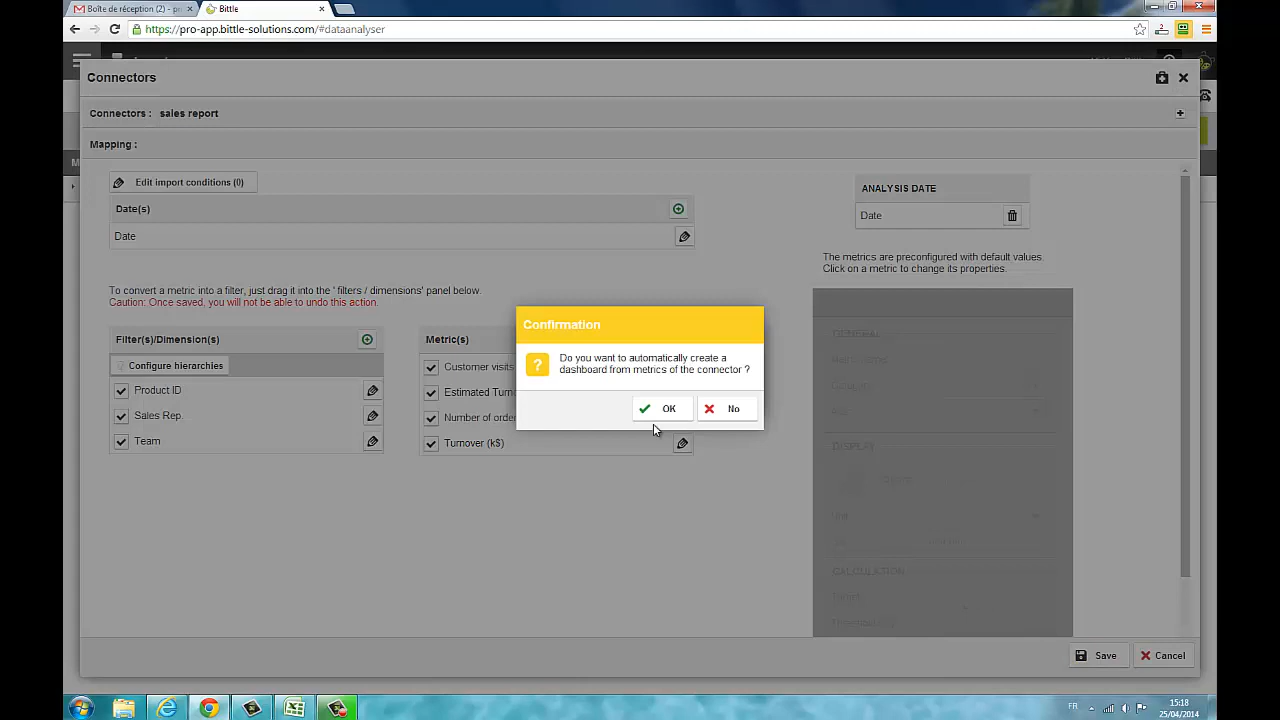 Boîte de réception (2) - pr
Bittle
https://pro-app.bittle-solutions.com/#dataanalyser
Connectors
Connectors : sales report
Mapping :
Edit import conditions (0)
Date(s)
Date
ANALYSIS DATE
Date
The metrics are preconfigured with default values.
Click on a metric to change its properties.
To convert a metric into a filter, just drag it into the ' filters / dimensions' panel below.
Caution: Once saved, you will not be able to undo this action.
Filter(s)/Dimension(s)
Configure hierarchies
Product ID
Sales Rep.
Team
Metric(s)
Customer visits
Estimated Turn
Number of order
Turnover (k$)
Confirmation
Do you want to automatically create a
dashboard from metrics of the connector ?
OK
No
GENERAL
DISPLAY
CALCULATION
Save
Cancel
FR
15:18
25/04/2014